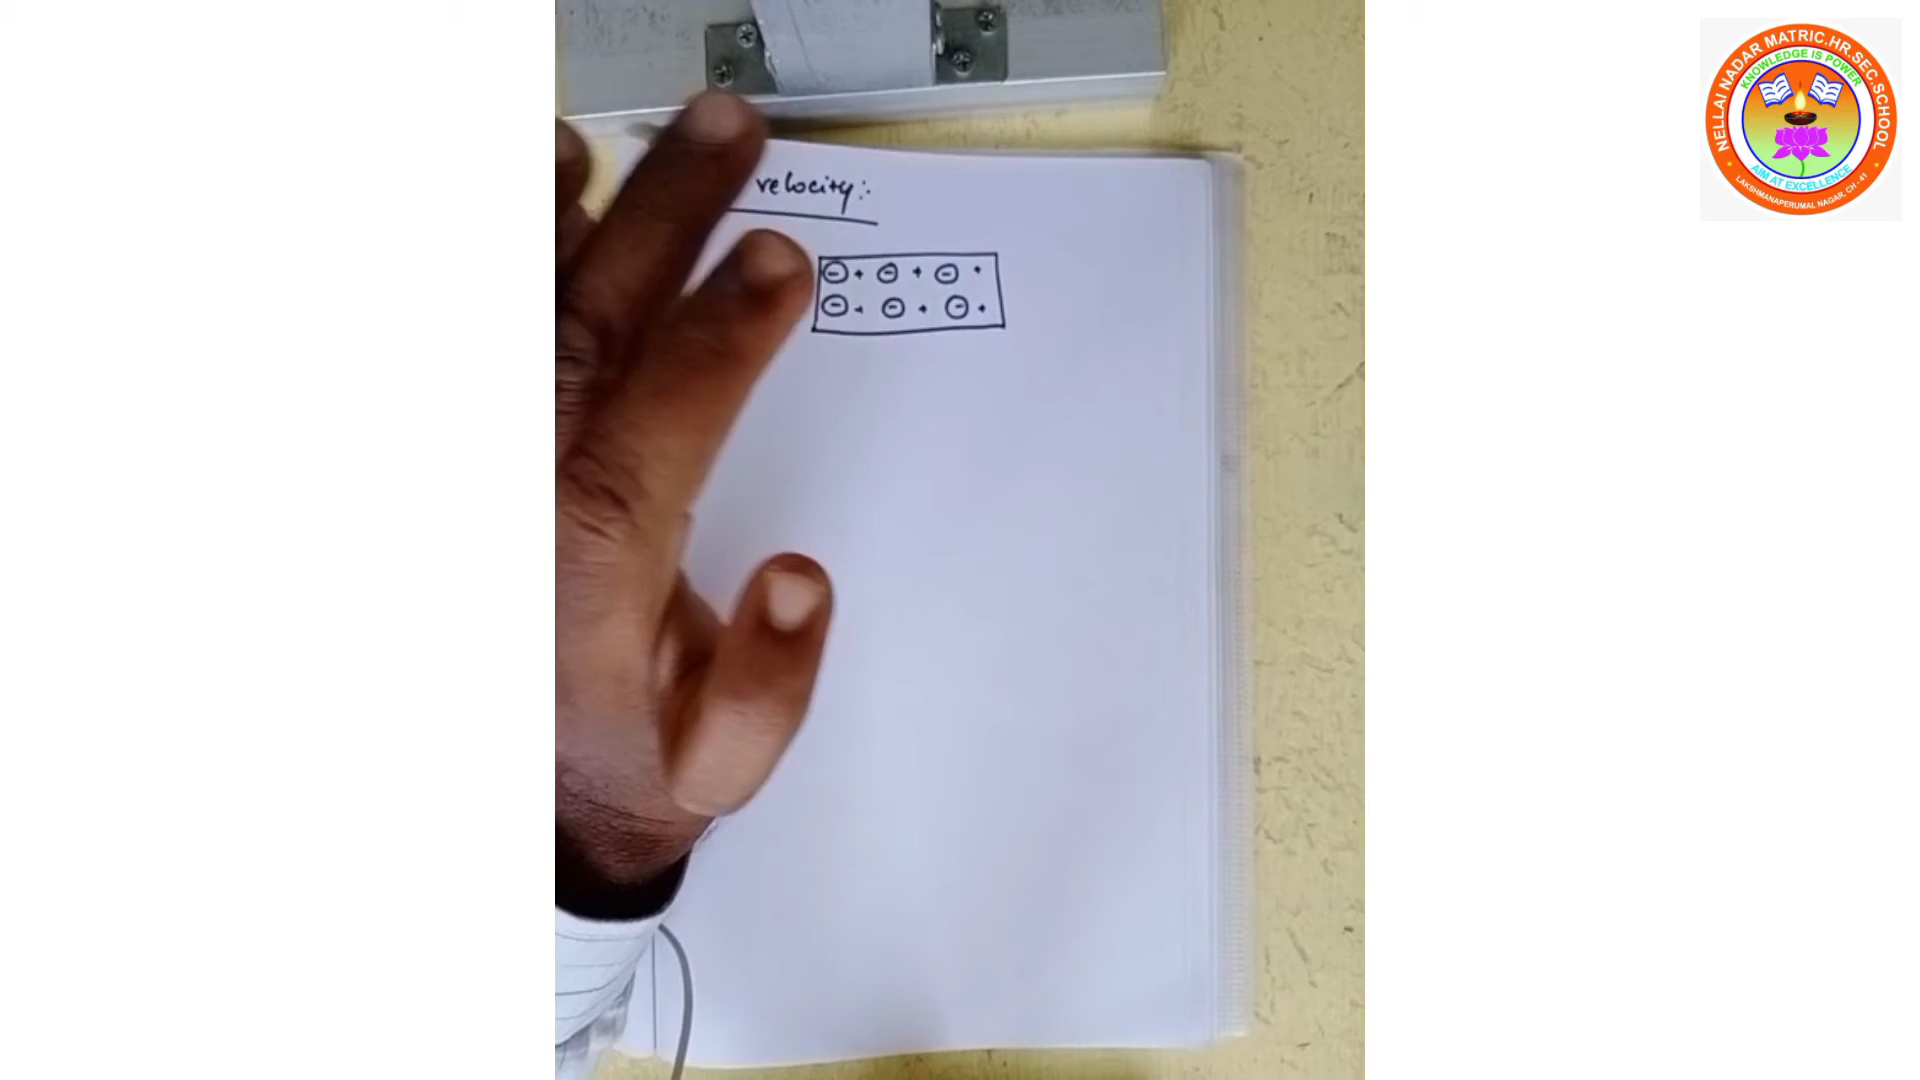 velocity:
⊖ + ⊖ + ⊖ +
⊖ + ⊖ + ⊖ +
NELLAI NADAR MATRIC.HR.SEC.SCHOOL
KNOWLEDGE IS POWER
AIM AT EXCELLENCE
LAKSHMANAPERUMAL NAGAR, CH - 41